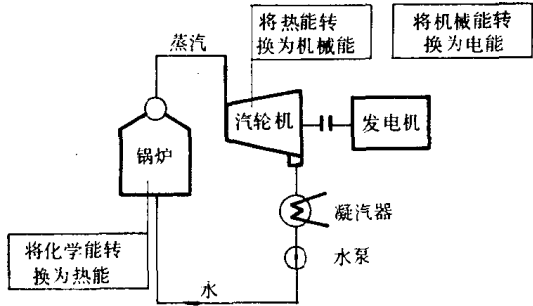 将热能转
换为机械能
将机械能转
换为电能
蒸汽
汽轮机
发电机
锅炉
凝汽器
将化学能转
换为热能
水泵
水